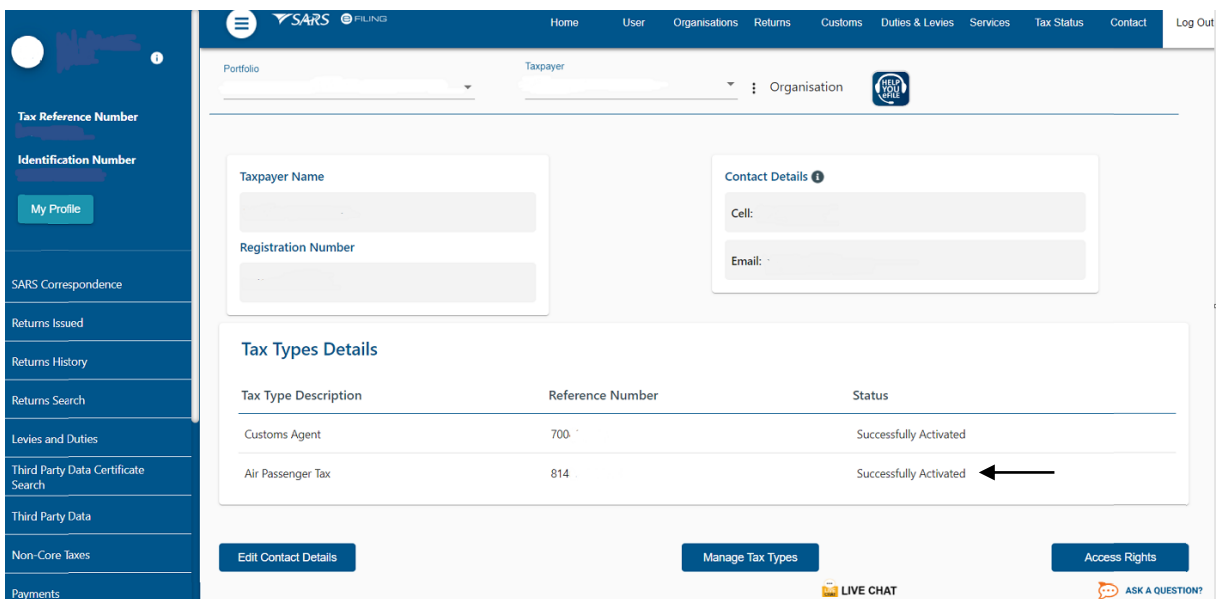 SARS eFILING
Home User Organisations Returns Customs Duties & Levies Services Tax Status Contact Log Out
Portfolio
Taxpayer
Organisation
HELP YOU eFILE
Tax Reference Number
Identification Number
My Profile
SARS Correspondence
Returns Issued
Returns History
Returns Search
Levies and Duties
Third Party Data Certificate
Search
Third Party Data
Non-Core Taxes
Payments
Taxpayer Name
Registration Number
Contact Details
Cell:
Email:
Tax Types Details
Tax Type Description Reference Number Status
Customs Agent 700 Successfully Activated
Air Passenger Tax 814 Successfully Activated
Edit Contact Details Manage Tax Types Access Rights
LIVE CHAT ASK A QUESTION?